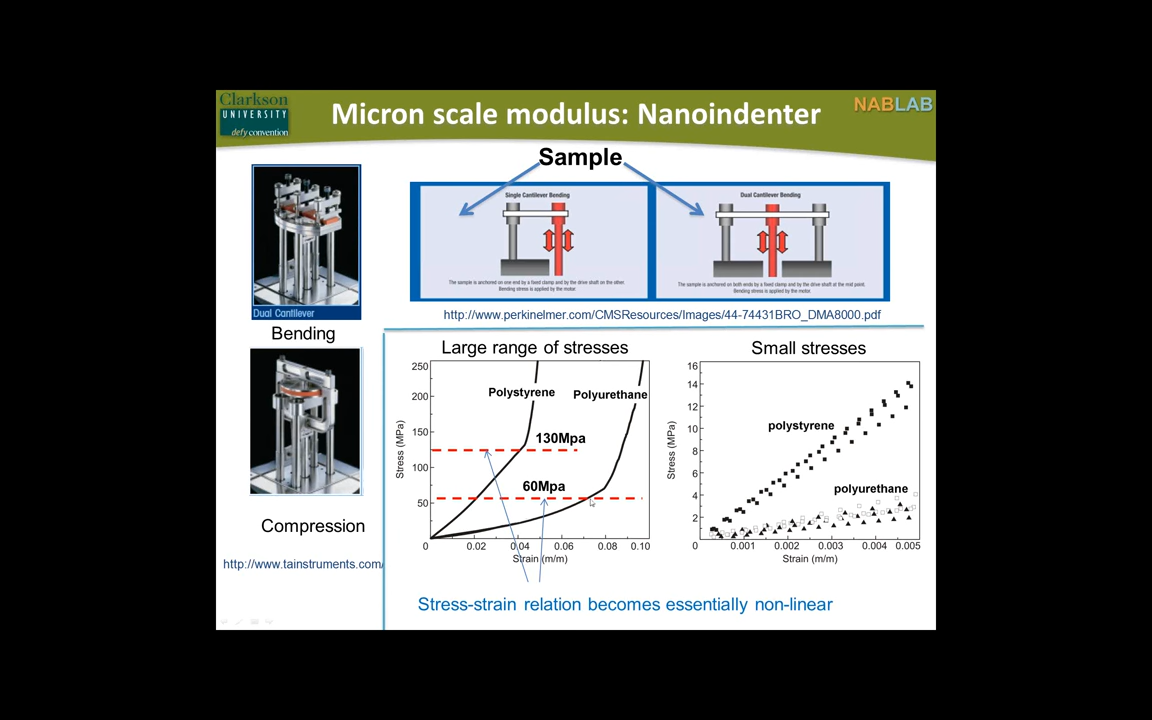 Clarkson
UNIVERSITY
defy convention
Micron scale modulus: Nanoindenter
NABLAB
Sample
Single Cantilever Bending
The sample is anchored on one end by a fixed clamp and by the drive shaft on the other.
Bending stress is applied by the motor.
Dual Cantilever Bending
The sample is anchored on both ends by a fixed clamp and by the drive shaft at the mid point.
Bending stress is applied by the motor.
Dual Cantilever
http://www.perkinelmer.com/CMSResources/Images/44-74431BRO_DMA8000.pdf
Bending
Compression
http://www.tainstruments.com/
Large range of stresses
250
200
150
100
50
0
0.02
0.04
0.06
0.08
0.10
Stress (MPa)
Strain (m/m)
Polystyrene
Polyurethane
130Mpa
60Mpa
Small stresses
16
14
12
10
8
6
4
2
0
0.001
0.002
0.003
0.004
0.005
Stress (MPa)
Strain (m/m)
polystyrene
polyurethane
Stress-strain relation becomes essentially non-linear